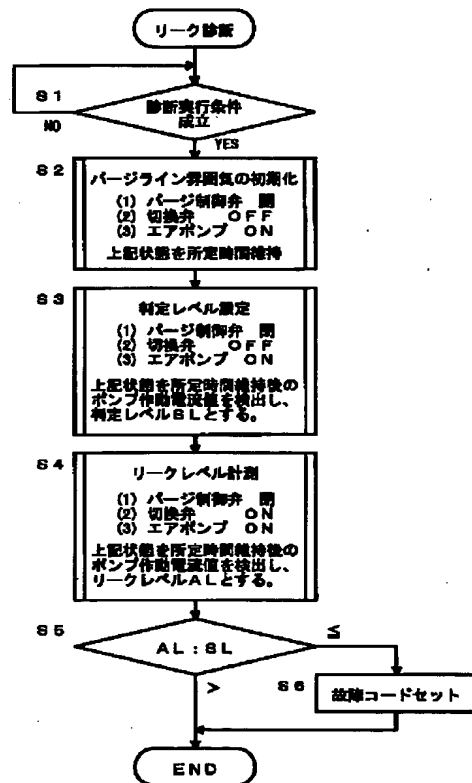 リーク診断
S1
診断実行条件
成立
NO
YES
S2
パージライン雰囲気の初期化
(1) パージ制御弁 閉
(2) 切換弁 OFF
(3) エアポンプ ON
上記状態を所定時間維持
S3
判定レベル設定
(1) パージ制御弁 閉
(2) 切換弁 OFF
(3) エアポンプ ON
上記状態を所定時間維持後の
ポンプ作動電流値を検出し、
判定レベルSLとする。
S4
リークレベル計測
(1) パージ制御弁 閉
(2) 切換弁 ON
(3) エアポンプ ON
上記状態を所定時間維持後の
ポンプ作動電流値を検出し、
リークレベルALとする。
S5
AL:SL
≦
>
S6
故障コードセット
END